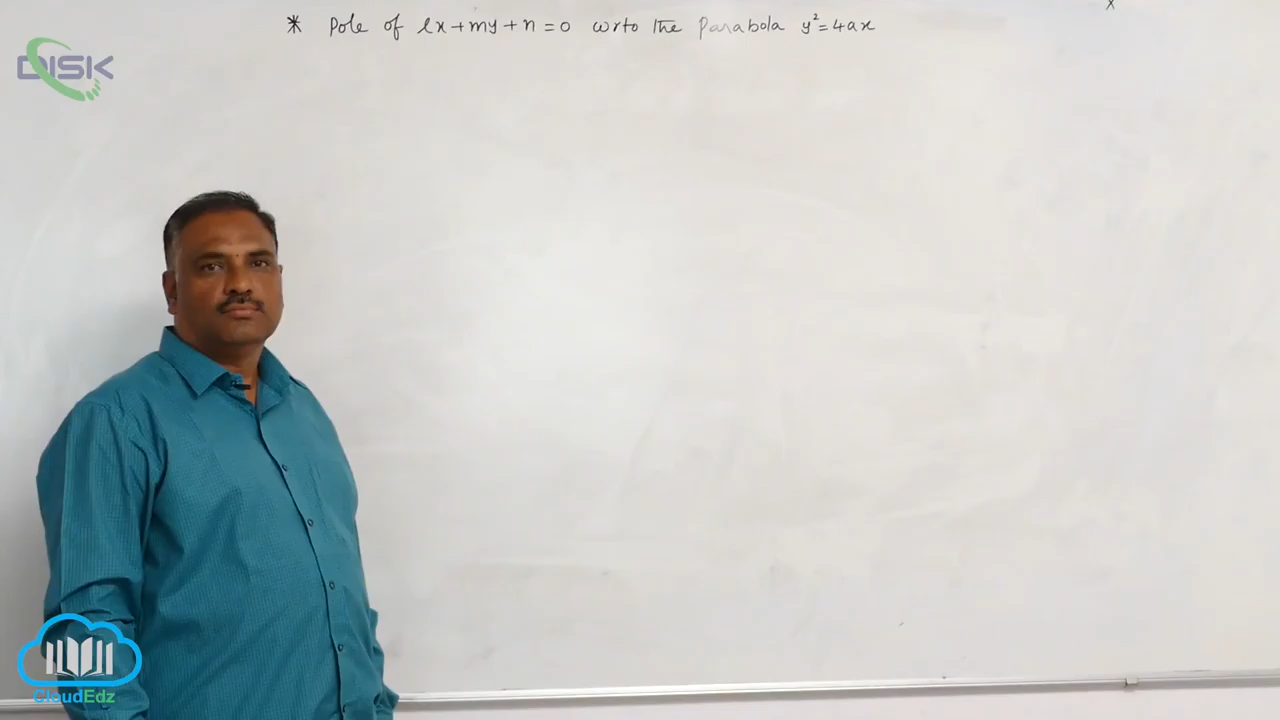 * Pole of lx+my+n=0 wrto the Parabola y²=4ax
x
DISK
CloudEdz